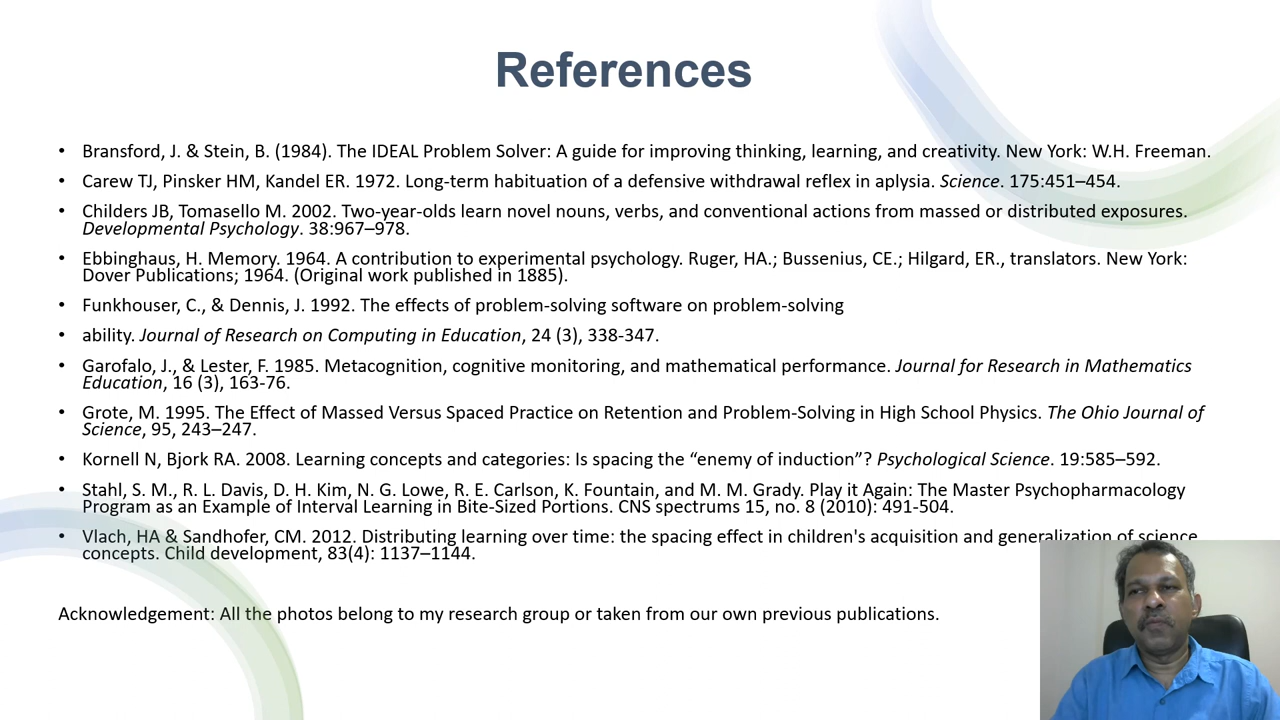 References
• Bransford, J. & Stein, B. (1984). The IDEAL Problem Solver: A guide for improving thinking, learning, and creativity. New York: W.H. Freeman.
• Carew TJ, Pinsker HM, Kandel ER. 1972. Long-term habituation of a defensive withdrawal reflex in aplysia. Science. 175:451–454.
• Childers JB, Tomasello M. 2002. Two-year-olds learn novel nouns, verbs, and conventional actions from massed or distributed exposures.
Developmental Psychology. 38:967–978.
• Ebbinghaus, H. Memory. 1964. A contribution to experimental psychology. Ruger, HA.; Bussenius, CE.; Hilgard, ER., translators. New York:
Dover Publications; 1964. (Original work published in 1885).
• Funkhouser, C., & Dennis, J. 1992. The effects of problem-solving software on problem-solving
• ability. Journal of Research on Computing in Education, 24 (3), 338-347.
• Garofalo, J., & Lester, F. 1985. Metacognition, cognitive monitoring, and mathematical performance. Journal for Research in Mathematics
Education, 16 (3), 163-76.
• Grote, M. 1995. The Effect of Massed Versus Spaced Practice on Retention and Problem-Solving in High School Physics. The Ohio Journal of
Science, 95, 243–247.
• Kornell N, Bjork RA. 2008. Learning concepts and categories: Is spacing the “enemy of induction”? Psychological Science. 19:585–592.
• Stahl, S. M., R. L. Davis, D. H. Kim, N. G. Lowe, R. E. Carlson, K. Fountain, and M. M. Grady. Play it Again: The Master Psychopharmacology
Program as an Example of Interval Learning in Bite-Sized Portions. CNS spectrums 15, no. 8 (2010): 491-504.
• Vlach, HA & Sandhofer, CM. 2012. Distributing learning over time: the spacing effect in children's acquisition and generalization of science
concepts. Child development, 83(4): 1137–1144.
Acknowledgement: All the photos belong to my research group or taken from our own previous publications.